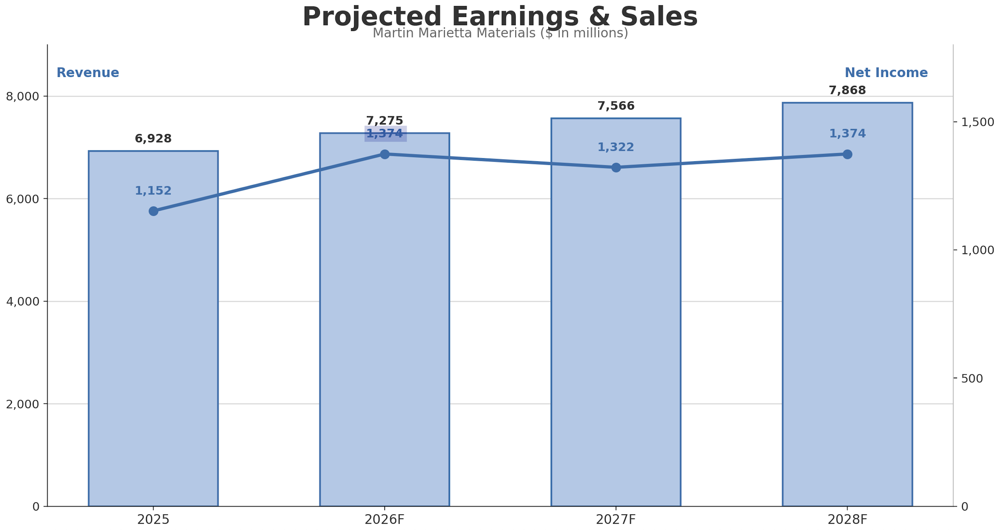 Projected Earnings & Sales
Martin Marietta Materials ($ in millions)
Revenue
Net Income
8,000
6,000
4,000
2,000
0
1,500
1,000
500
0
6,928
7,275
7,566
7,868
1,152
1,374
1,322
1,374
2025
2026F
2027F
2028F